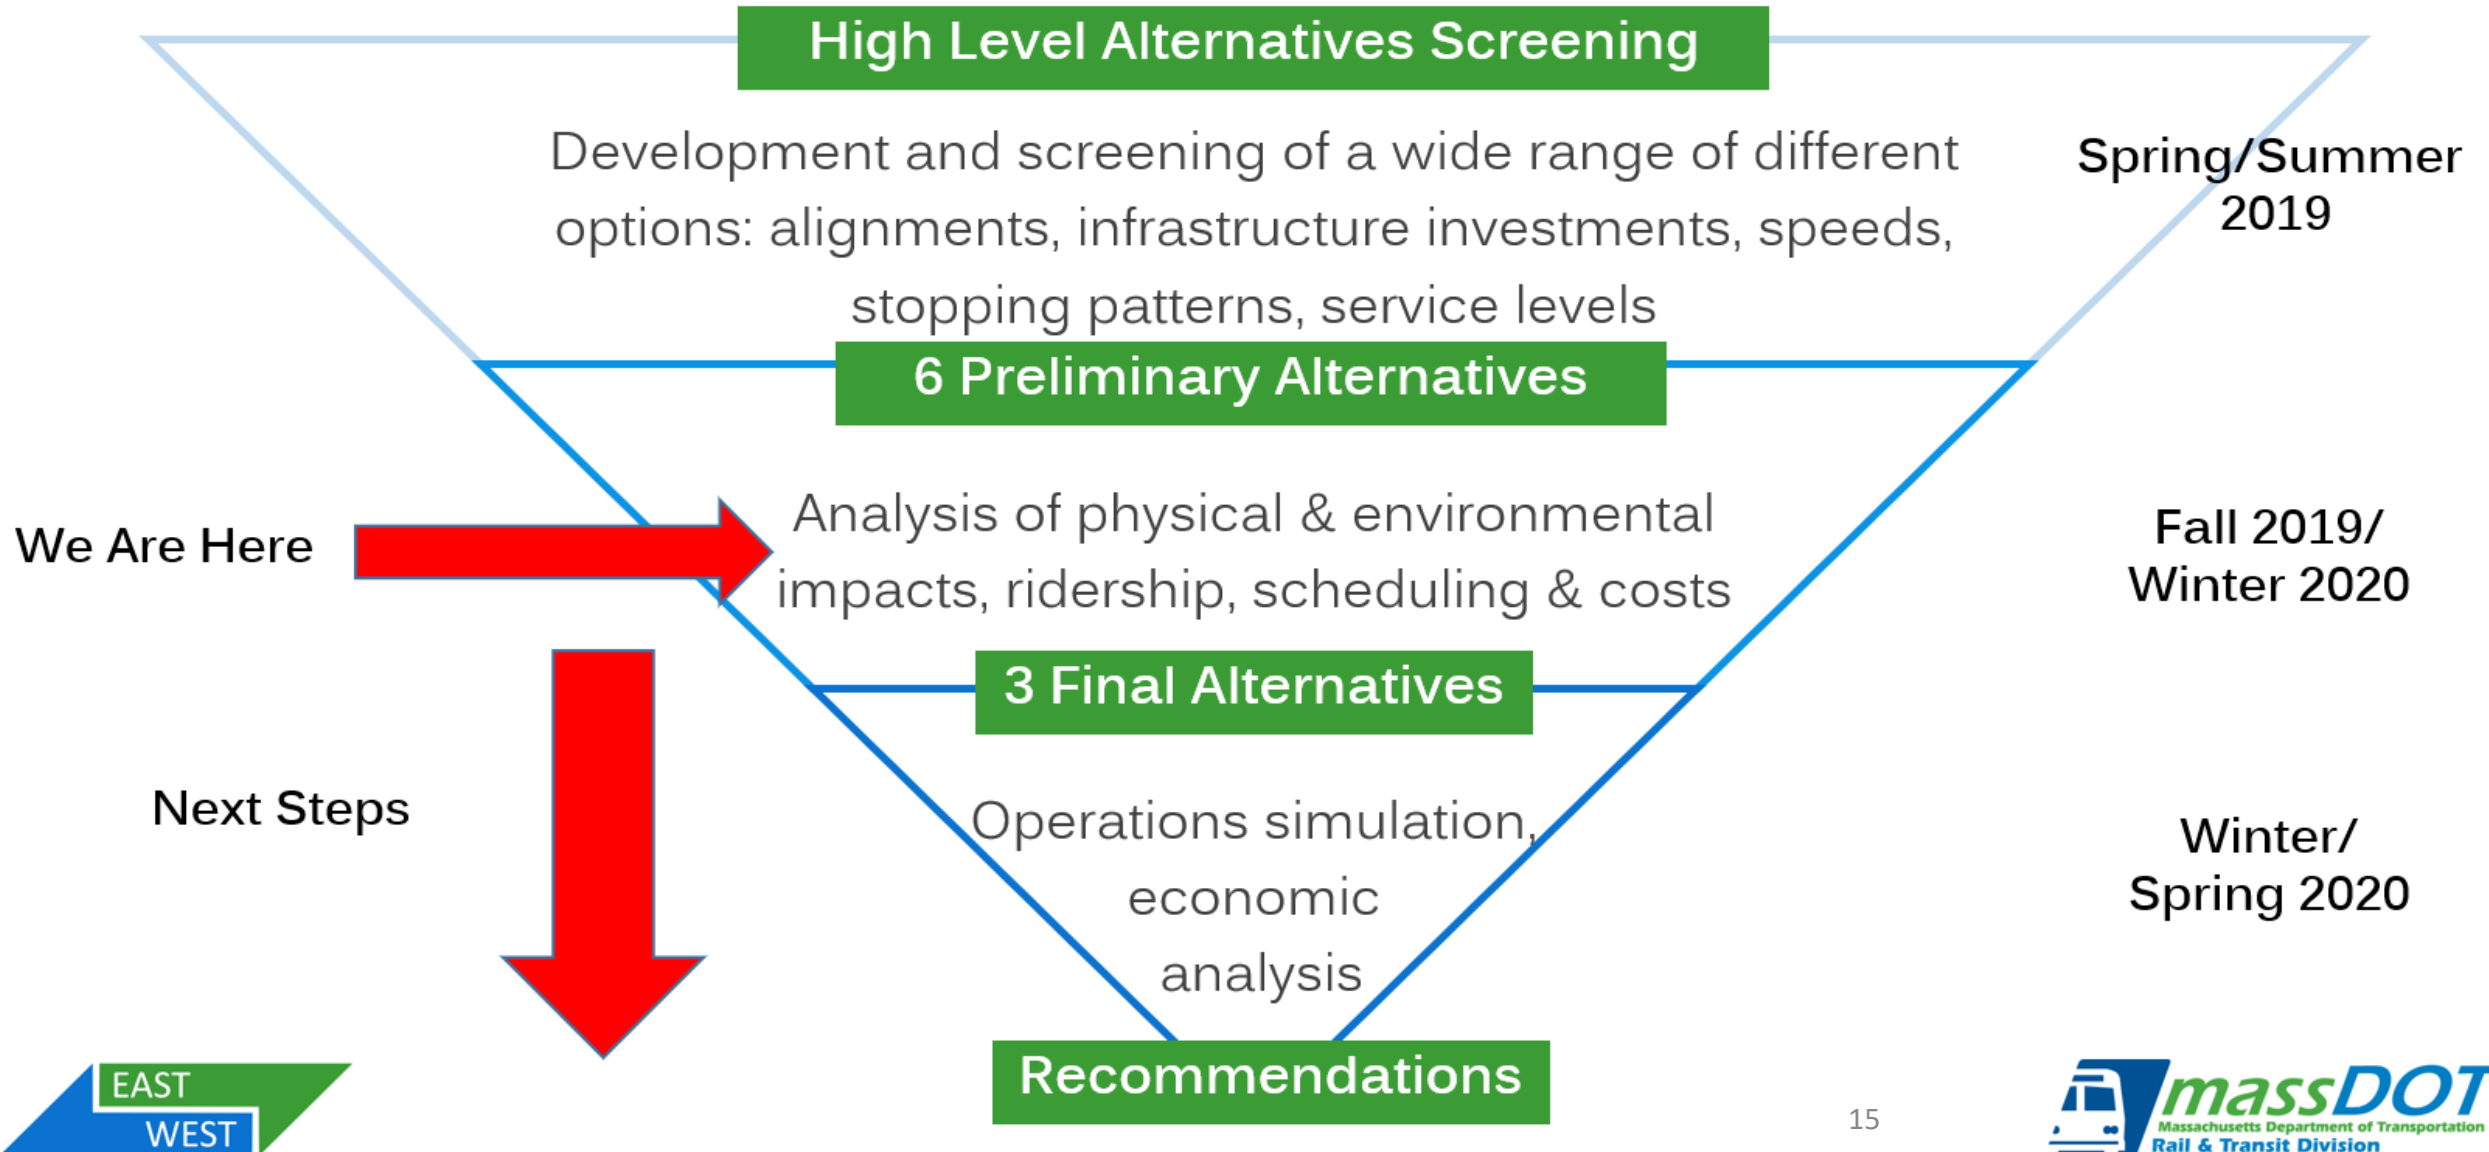 High Level Alternatives Screening
Development and screening of a wide range of different
options: alignments, infrastructure investments, speeds,
stopping patterns, service levels
Spring/Summer
2019
6 Preliminary Alternatives
We Are Here
Analysis of physical & environmental
impacts, ridership, scheduling & costs
Fall 2019/
Winter 2020
3 Final Alternatives
Next Steps
Operations simulation,
economic
analysis
Winter/
Spring 2020
Recommendations
EAST
WEST
15
massDOT
Massachusetts Department of Transportation
Rail & Transit Division